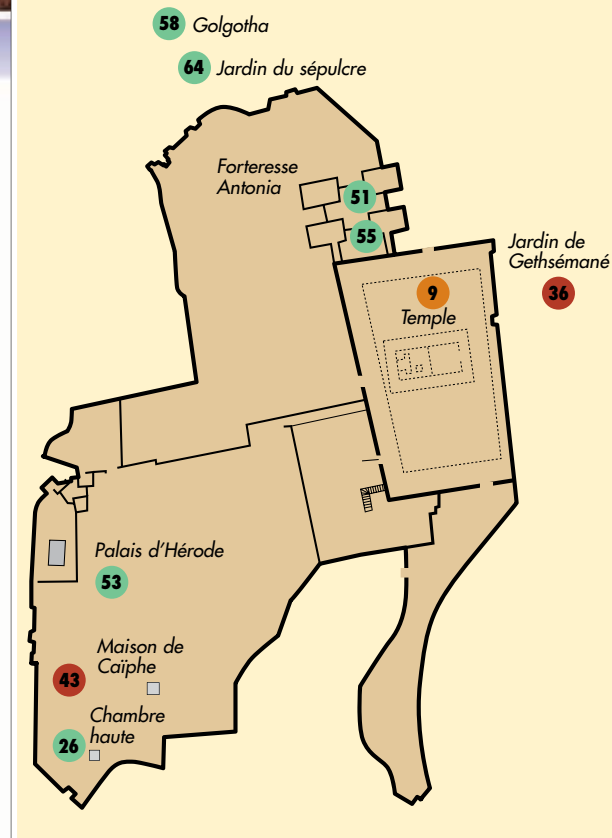 58 Golgotha
64 Jardin du sépulcre
Forteresse
Antonia
51
55
Jardin de
Gethsémané
36
9
Temple
Palais d'Hérode
53
Maison de
Caïphe
43
Chambre
haute
26